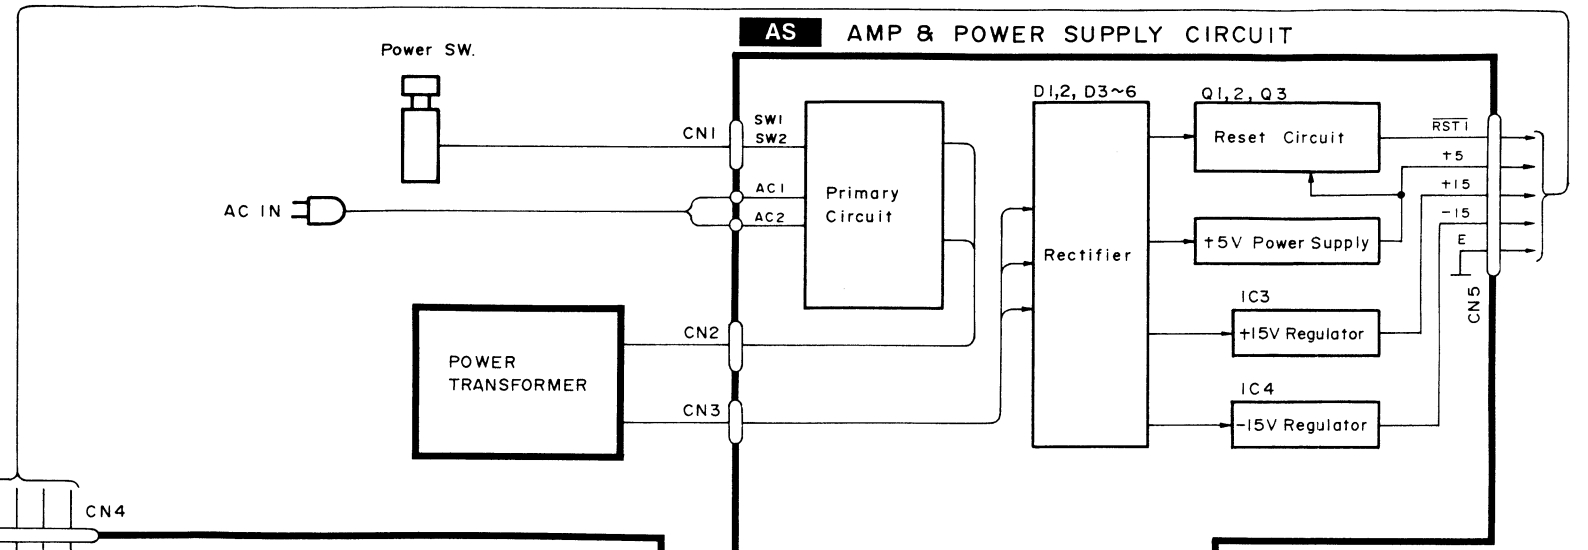 AS AMP & POWER SUPPLY CIRCUIT
Power SW.
D1,2, D3~6
Q1,2, Q3
CN1
SW1
SW2
Reset Circuit
RST1
+5
AC1
+15
AC IN
Primary
Circuit
AC2
-15
Rectifier
+5V Power Supply
E
IC3
CN5
CN2
+15V Regulator
POWER
TRANSFORMER
IC4
CN3
-15V Regulator
CN4